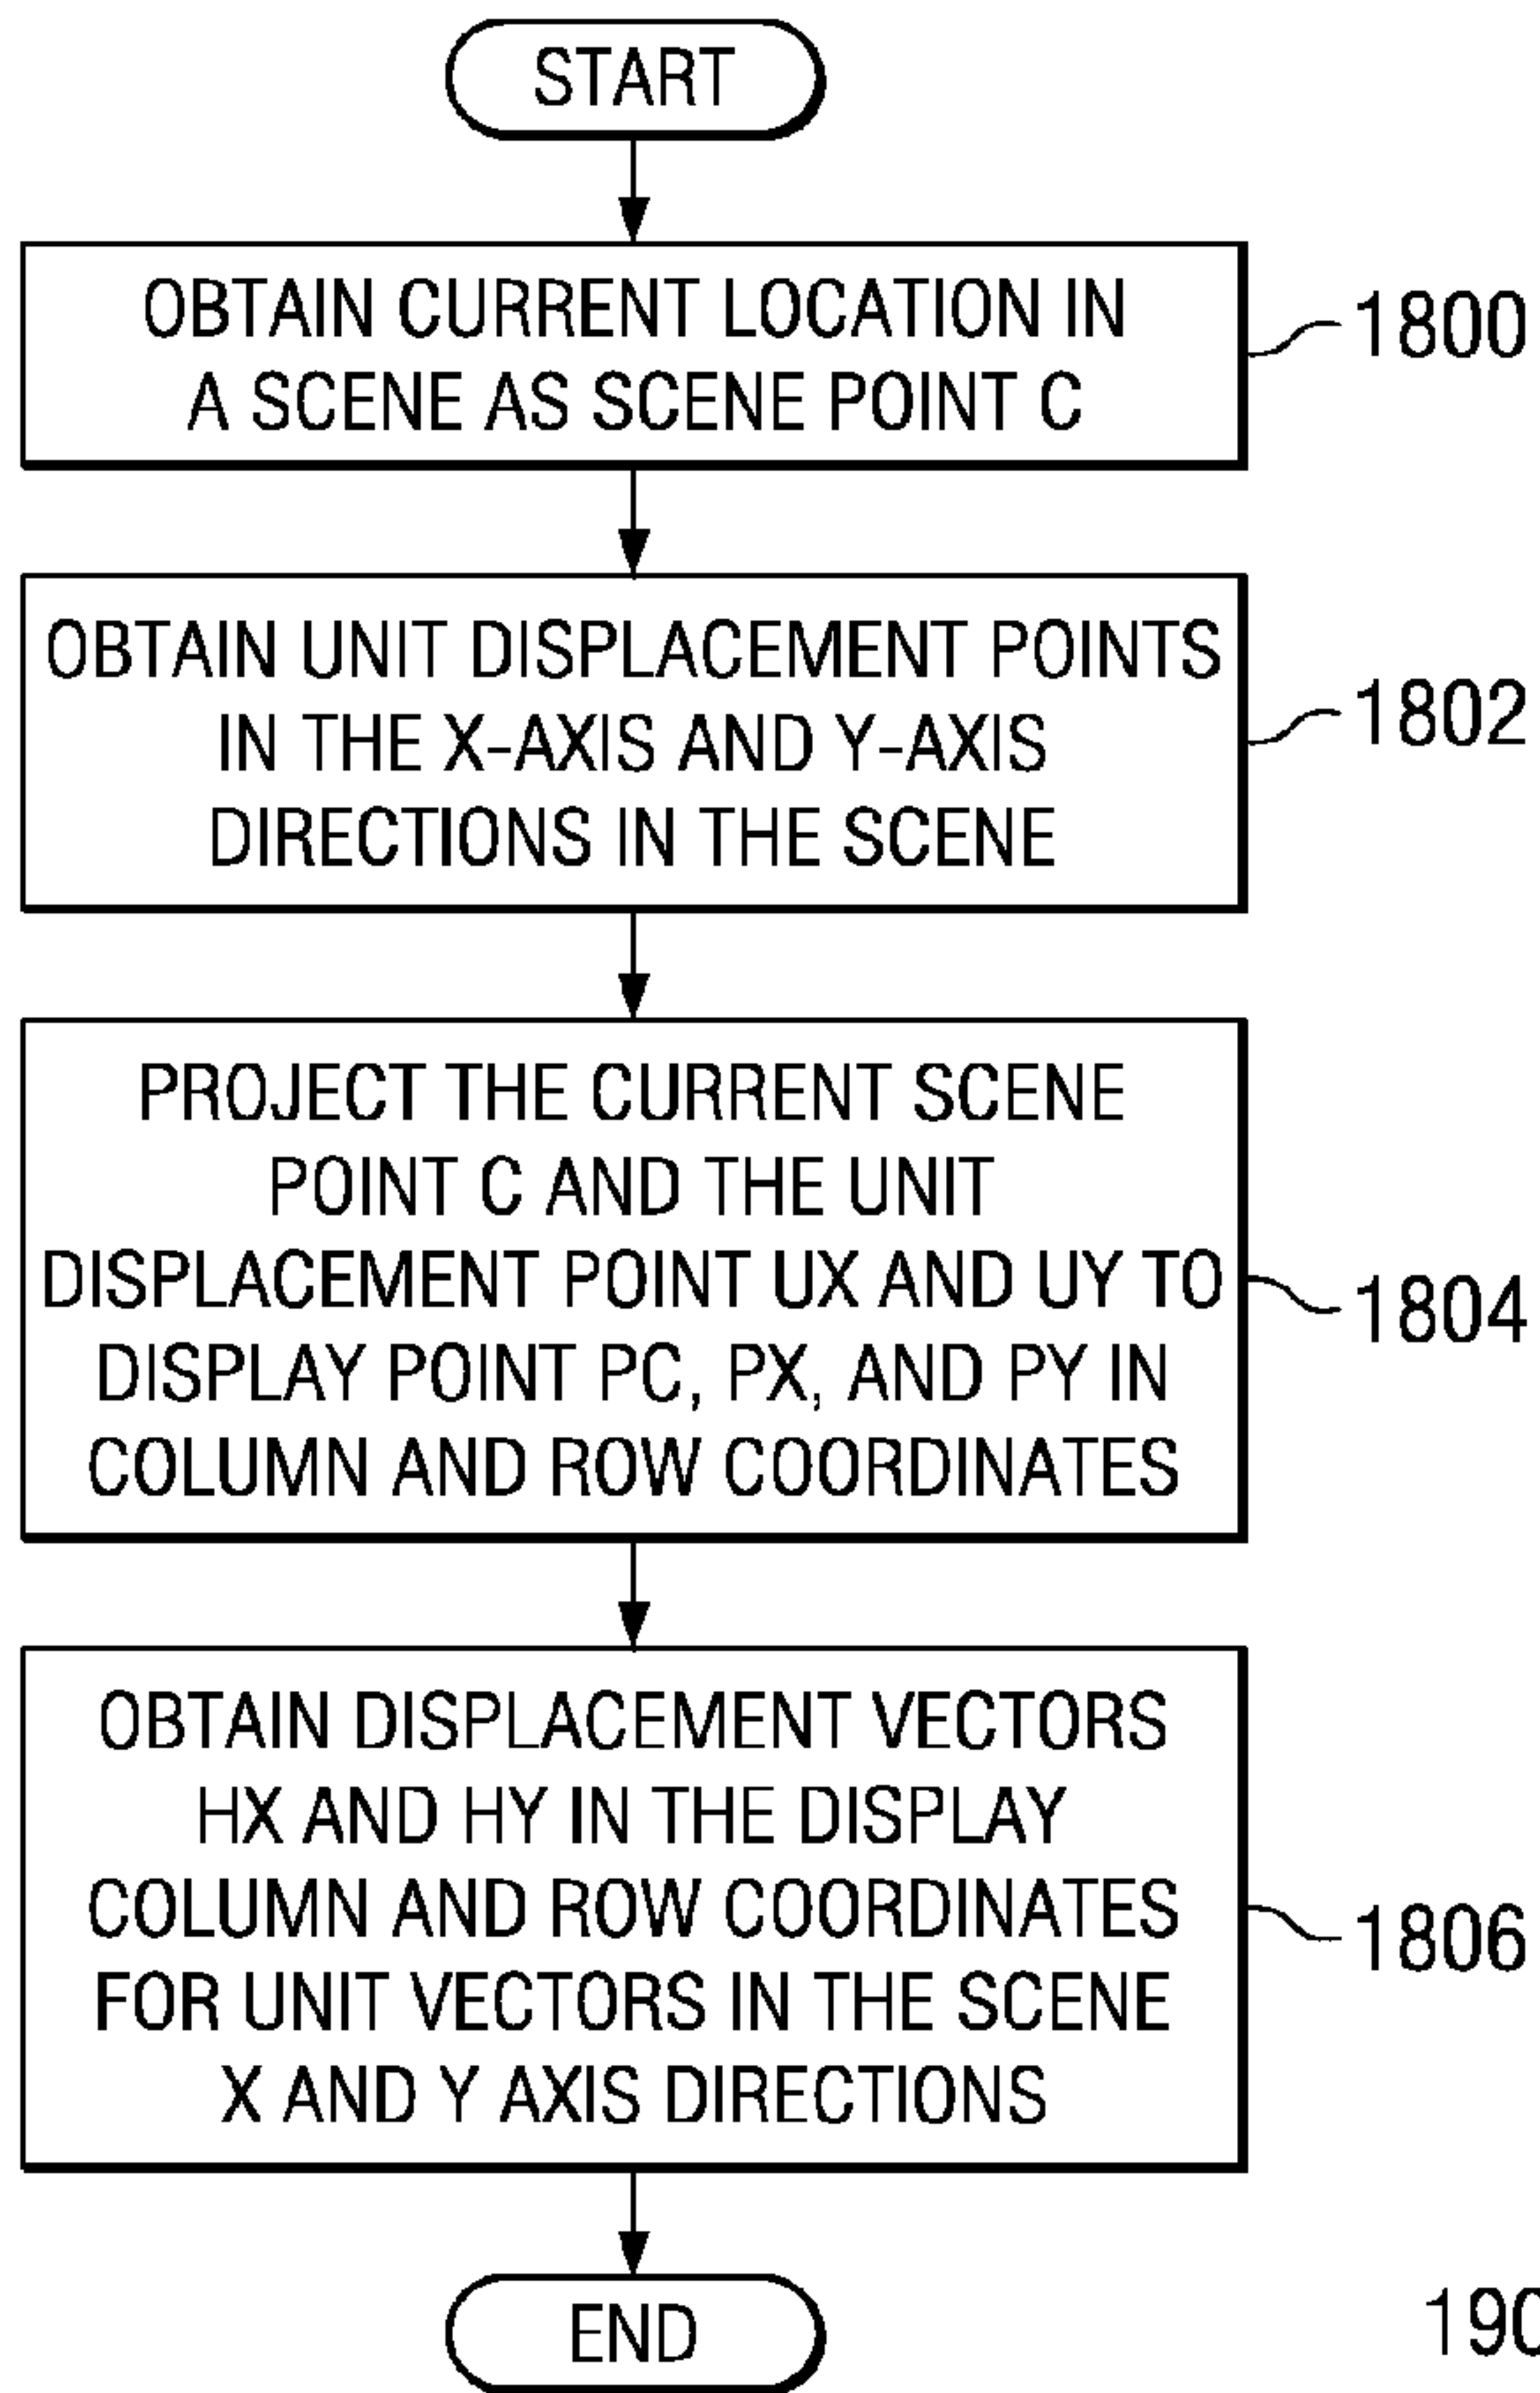 START
OBTAIN CURRENT LOCATION IN
A SCENE AS SCENE POINT C
1800
OBTAIN UNIT DISPLACEMENT POINTS
IN THE X-AXIS AND Y-AXIS
DIRECTIONS IN THE SCENE
1802
PROJECT THE CURRENT SCENE
POINT C AND THE UNIT
DISPLACEMENT POINT UX AND UY TO
DISPLAY POINT PC, PX, AND PY IN
COLUMN AND ROW COORDINATES
1804
OBTAIN DISPLACEMENT VECTORS
HX AND HY IN THE DISPLAY
COLUMN AND ROW COORDINATES
FOR UNIT VECTORS IN THE SCENE
X AND Y AXIS DIRECTIONS
1806
END